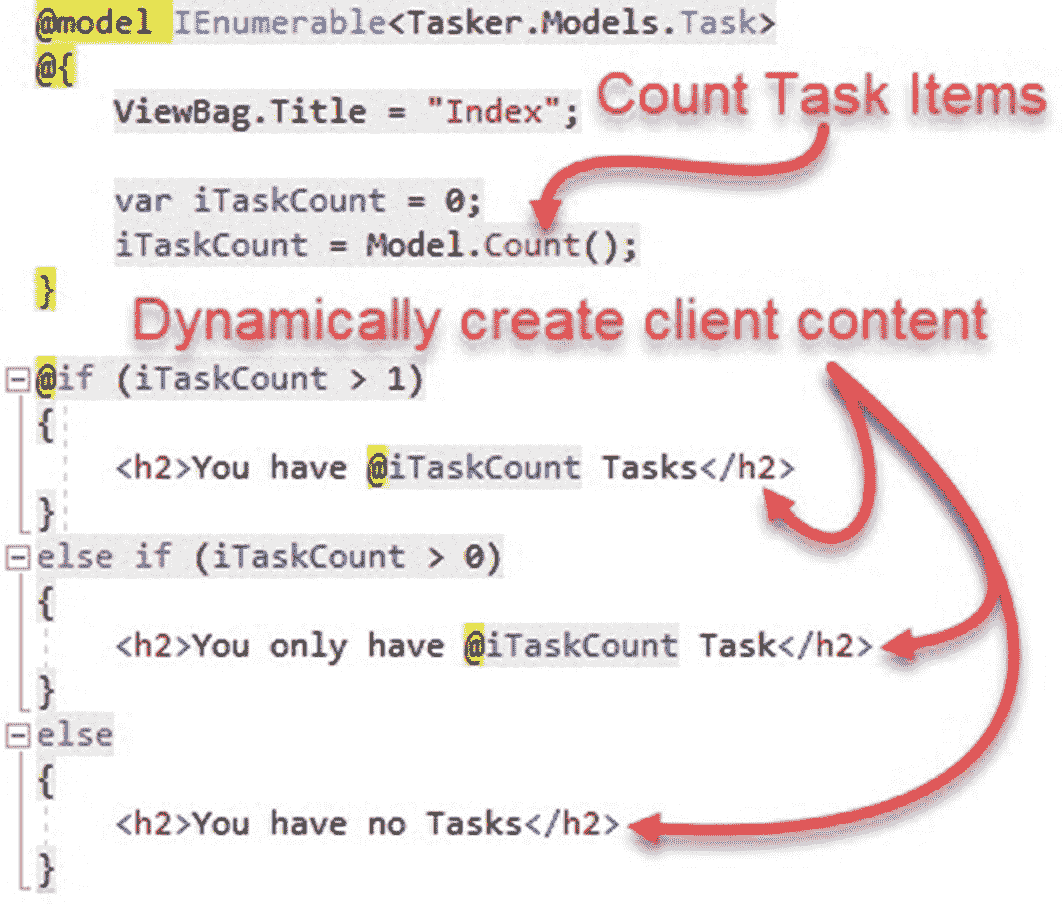 @model IEnumerable<Tasker.Models.Task>
@{
ViewBag.Title = "Index";
Count Task Items
var iTaskCount = 0;
iTaskCount = Model.Count();
}
Dynamically create client content
@if (iTaskCount > 1)
{
<h2>You have @iTaskCount Tasks</h2>
}
else if (iTaskCount > 0)
{
<h2>You only have @iTaskCount Task</h2>
}
else
{
<h2>You have no Tasks</h2>
}